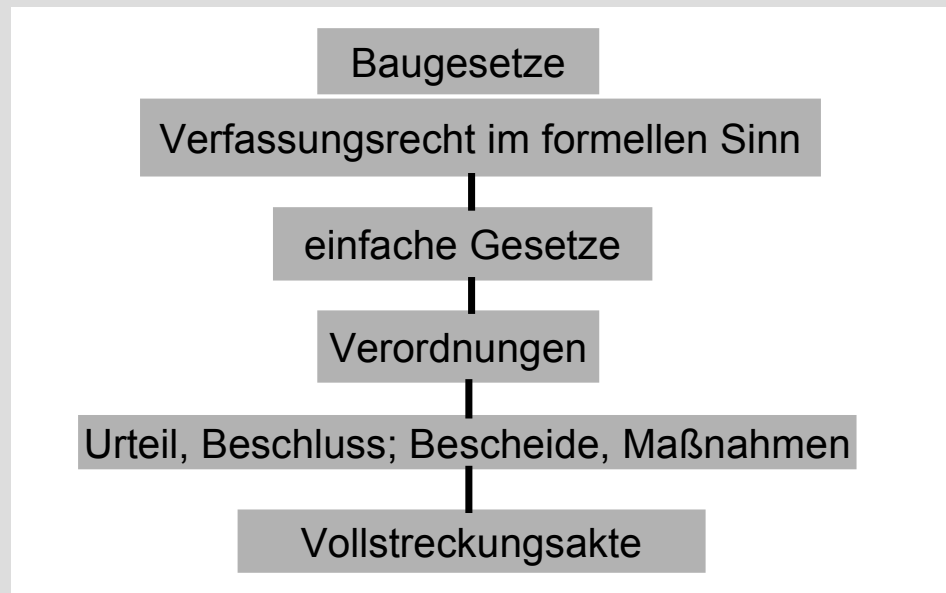 Baugesetze
Verfassungsrecht im formellen Sinn
einfache Gesetze
Verordnungen
Urteil, Beschluss; Bescheide, Maßnahmen
Vollstreckungsakte